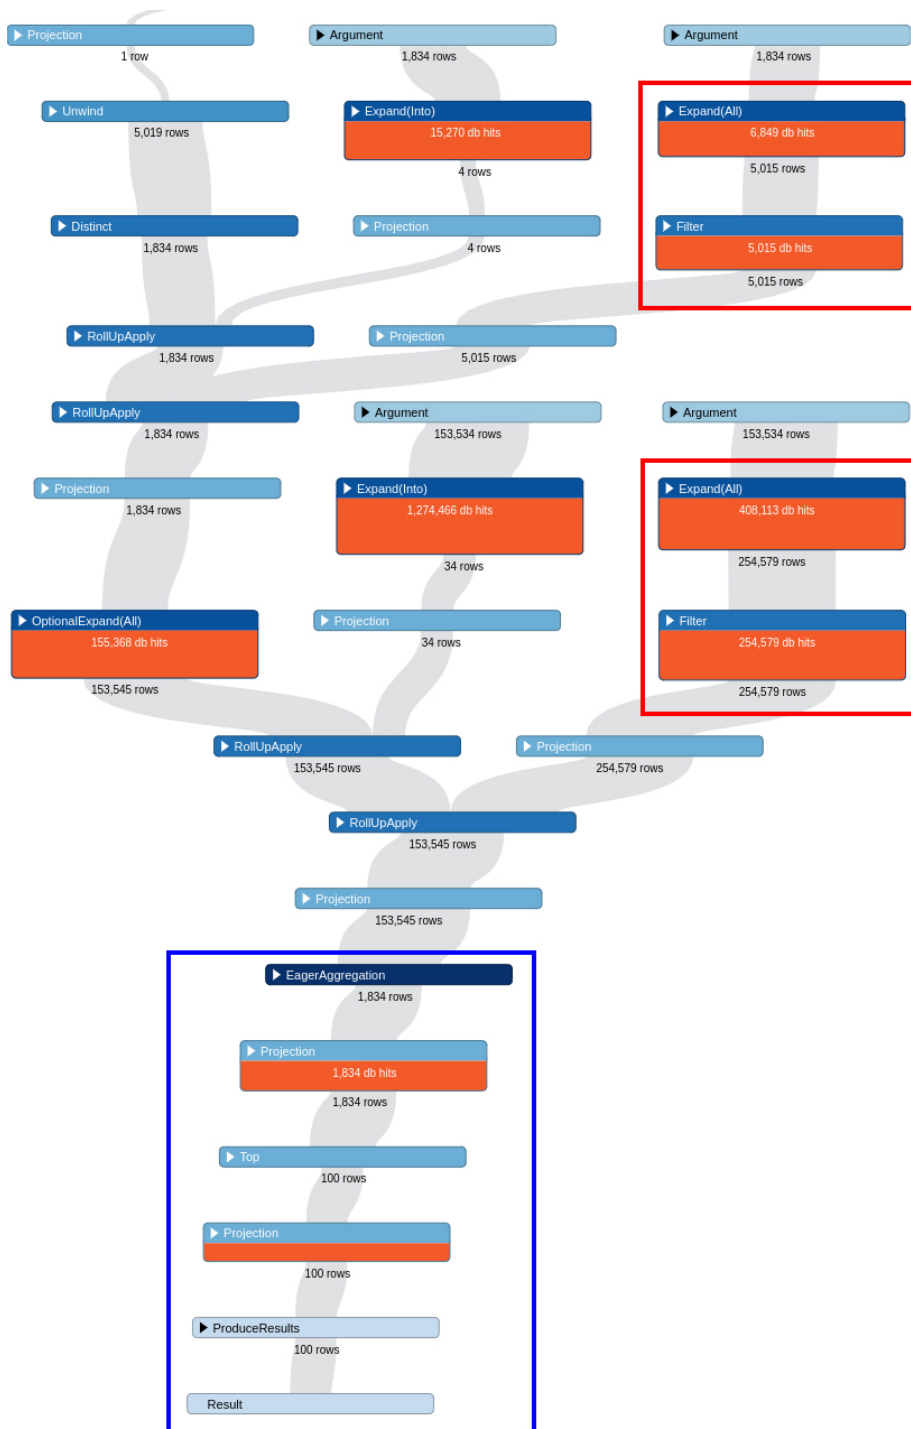 Projection
1 row
Argument
1,834 rows
Argument
1,834 rows
Unwind
5,019 rows
Expand(Into)
15,270 db hits
4 rows
Expand(All)
6,849 db hits
5,015 rows
Distinct
1,834 rows
Projection
4 rows
Filter
5,015 db hits
5,015 rows
RollUpApply
1,834 rows
Projection
5,015 rows
RollUpApply
1,834 rows
Argument
153,534 rows
Argument
153,534 rows
Projection
1,834 rows
Expand(Into)
1,274,466 db hits
34 rows
Expand(All)
408,113 db hits
254,579 rows
OptionalExpand(All)
155,368 db hits
153,545 rows
Projection
34 rows
Filter
254,579 db hits
254,579 rows
RollUpApply
153,545 rows
Projection
254,579 rows
RollUpApply
153,545 rows
Projection
153,545 rows
EagerAggregation
1,834 rows
Projection
1,834 db hits
1,834 rows
Top
100 rows
Projection
100 rows
ProduceResults
100 rows
Result